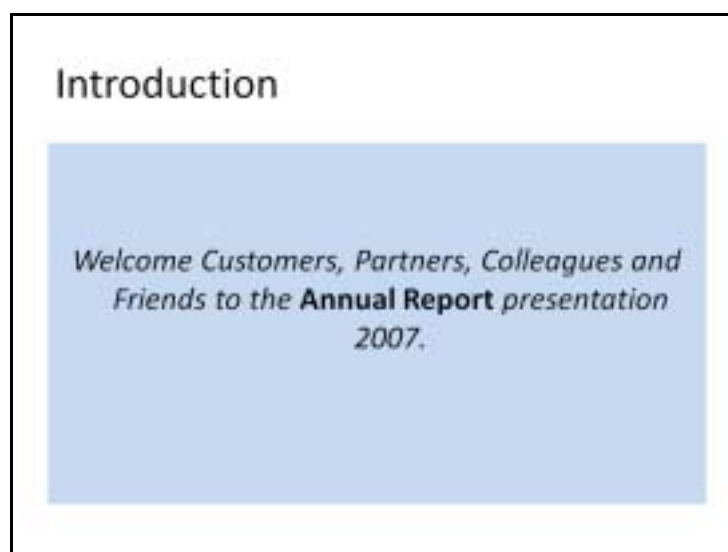 Introduction
Welcome Customers, Partners, Colleagues and
Friends to the Annual Report presentation
2007.